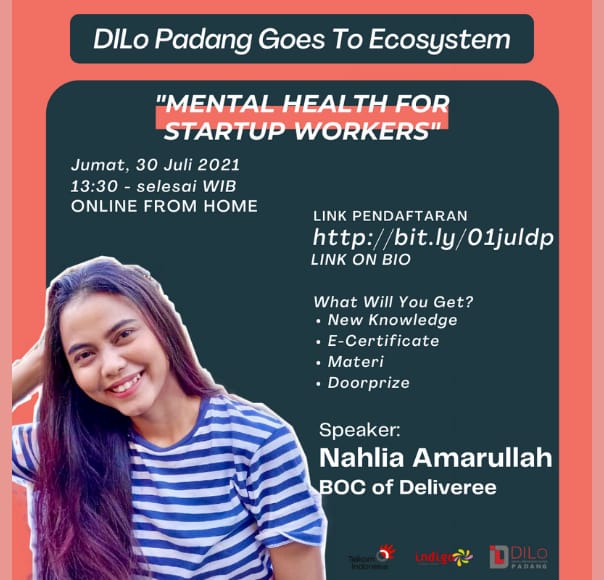 DILo Padang Goes To Ecosystem
"MENTAL HEALTH FOR
STARTUP WORKERS"
Jumat, 30 Juli 2021
13:30 - selesai WIB
ONLINE FROM HOME
LINK PENDAFTARAN
http://bit.ly/01juldp
LINK ON BIO
What Will You Get?
• New Knowledge
• E-Certificate
• Materi
• Doorprize
Speaker:
Nahlia Amarullah
BOC of Deliveree
Telkom
Indonesia
indigo
DILo
PADANG